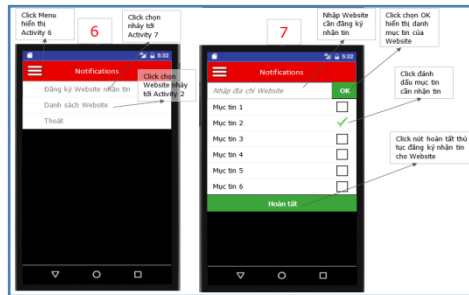 Click Menu
hiển thị
Activity 6
6
Click chọn
nhảy tới
Activity 7
5:32
Notifications
Đăng ký Website nhận tin
Danh sách Website
Thoát
Click chọn
Website nhảy
tới Activity 2
7
Nhập Website
cần đăng ký
nhận tin
Click chọn OK
hiển thị danh
mục tin của
Website
5:32
Notifications
Nhập địa chỉ Website
OK
Mục tin 1
Mục tin 2
Mục tin 3
Mục tin 4
Mục tin 5
Mục tin 6
Hoàn tất
Click đánh
dấu mục tin
cần nhận tin
Click nút hoàn tất thủ
tục đăng ký nhận tin
cho Website